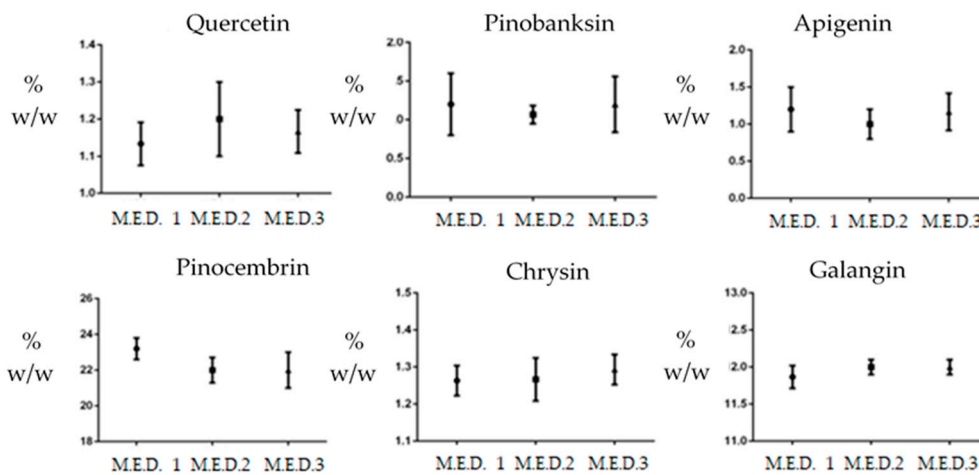 Quercetin
% w/w
1.4
1.3
1.2
1.1
1.0
M.E.D. 1 M.E.D.2 M.E.D.3
Pinobanksin
% w/w
2.0
.5
0
0.5
0.0
M.E.D. 1 M.E.D.2 M.E.D.3
Apigenin
% w/w
2.0
1.5
1.0
0.5
0.0
M.E.D. 1 M.E.D.2 M.E.D.3
Pinocembrin
% w/w
26
24
22
20
18
M.E.D. 1 M.E.D.2 M.E.D.3
Chrysin
% w/w
1.5
1.4
1.3
1.2
1.1
M.E.D. 1 M.E.D.2 M.E.D.3
Galangin
% w/w
13.0
12.5
12.0
11.5
11.0
M.E.D. 1 M.E.D.2 M.E.D.3